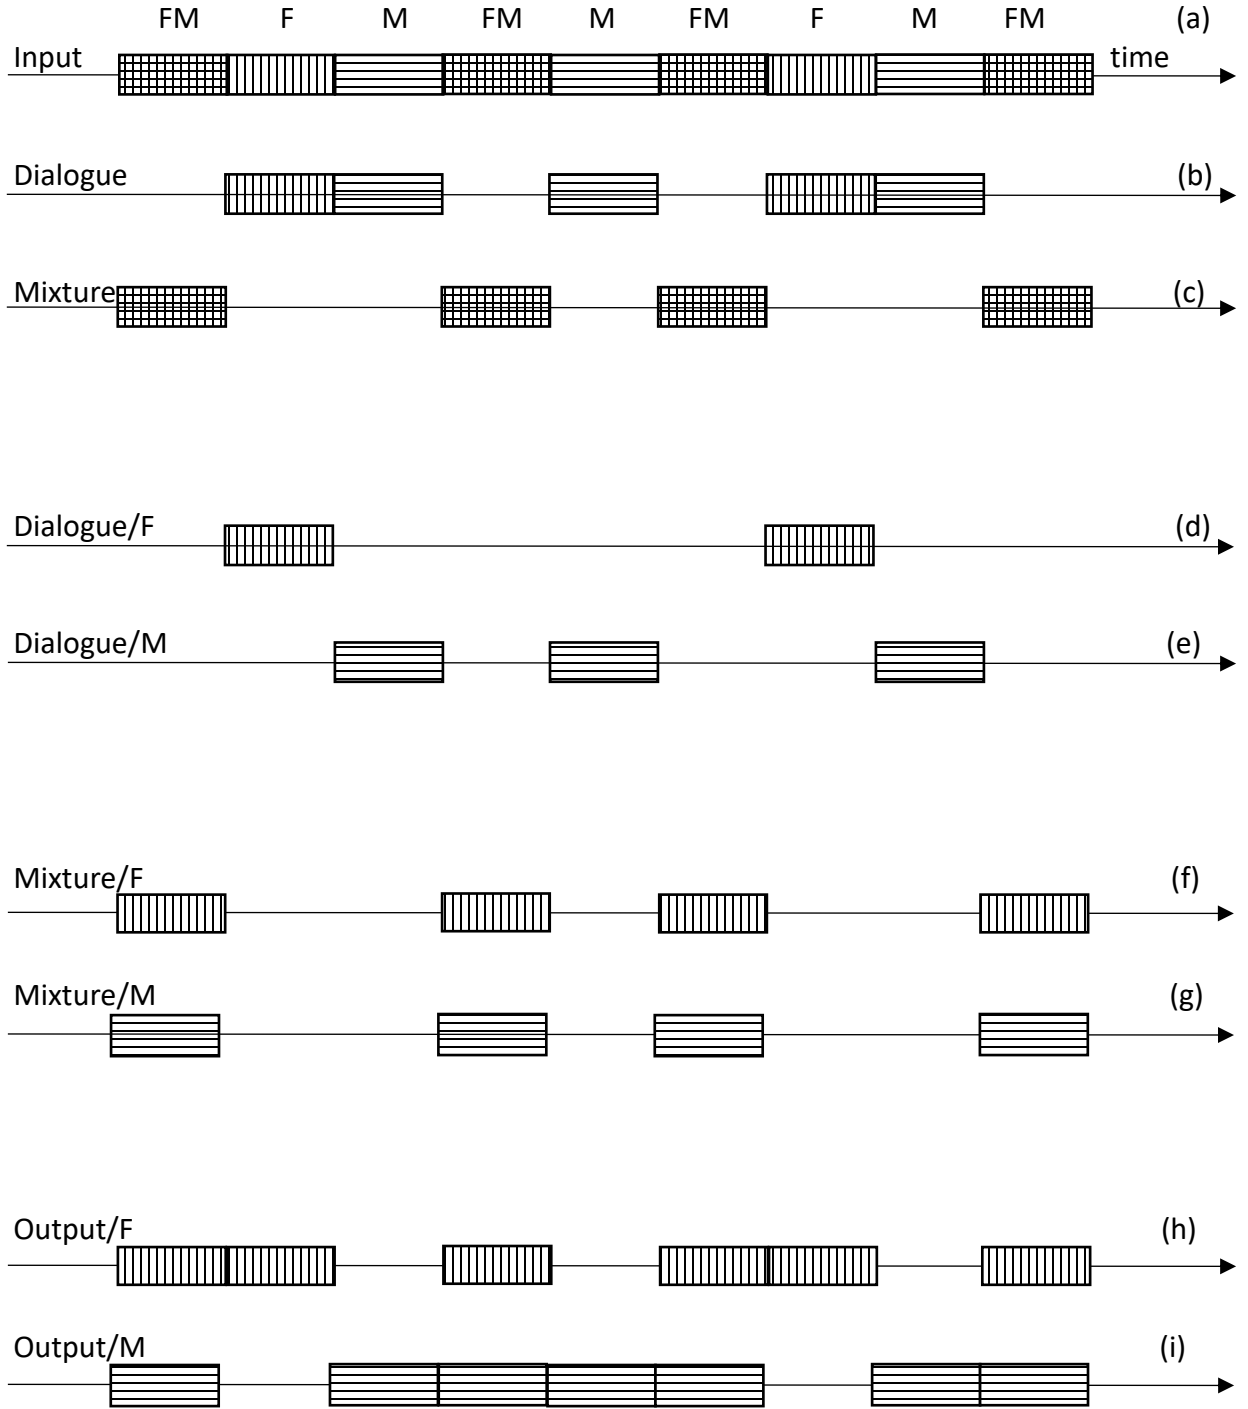 FM F M FM M FM F M FM (a)
Input time
Dialogue (b)
Mixture (c)
Dialogue/F (d)
Dialogue/M (e)
Mixture/F (f)
Mixture/M (g)
Output/F (h)
Output/M (i)